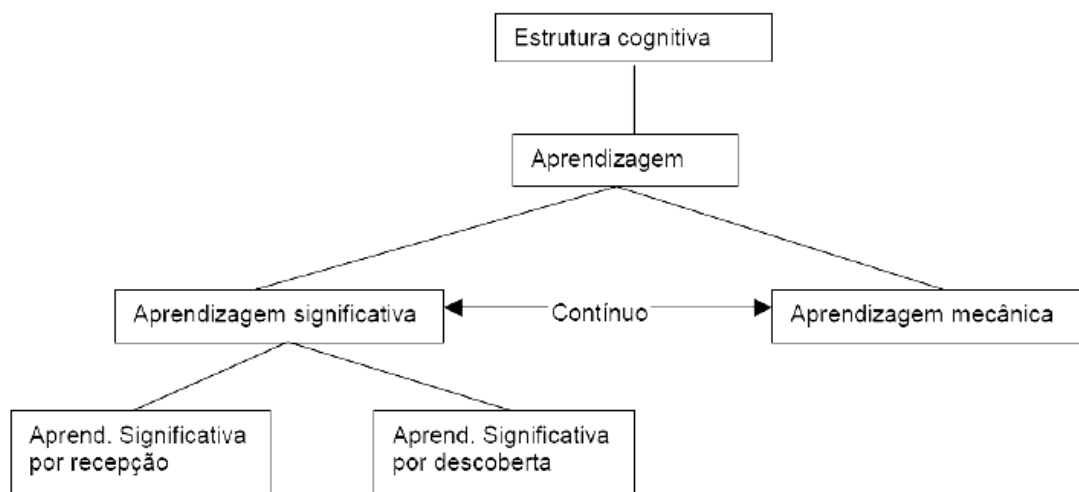 Estrutura cognitiva
Aprendizagem
Aprendizagem significativa
Contínuo
Aprendizagem mecânica
Aprend. Significativa
por recepção
Aprend. Significativa
por descoberta